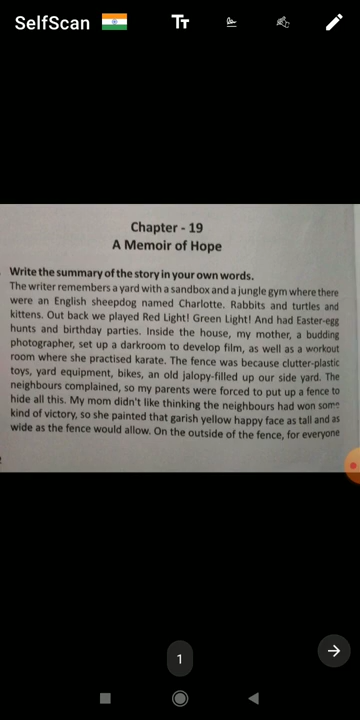 SelfScan
TT
Chapter - 19
A Memoir of Hope
Write the summary of the story in your own words.
The writer remembers a yard with a sandbox and a jungle gym where there
were an English sheepdog named Charlotte. Rabbits and turtles and
kittens. Out back we played Red Light! Green Light! And had Easter-egg
hunts and birthday parties. Inside the house, my mother, a budding
photographer, set up a darkroom to develop film, as well as a workout
room where she practised karate. The fence was because clutter-plastic
toys, yard equipment, bikes, an old jalopy-filled up our side yard. The
neighbours complained, so my parents were forced to put up a fence to
hide all this. My mom didn't like thinking the neighbours had won some
kind of victory, so she painted that garish yellow happy face as tall and as
wide as the fence would allow. On the outside of the fence, for everyone
1